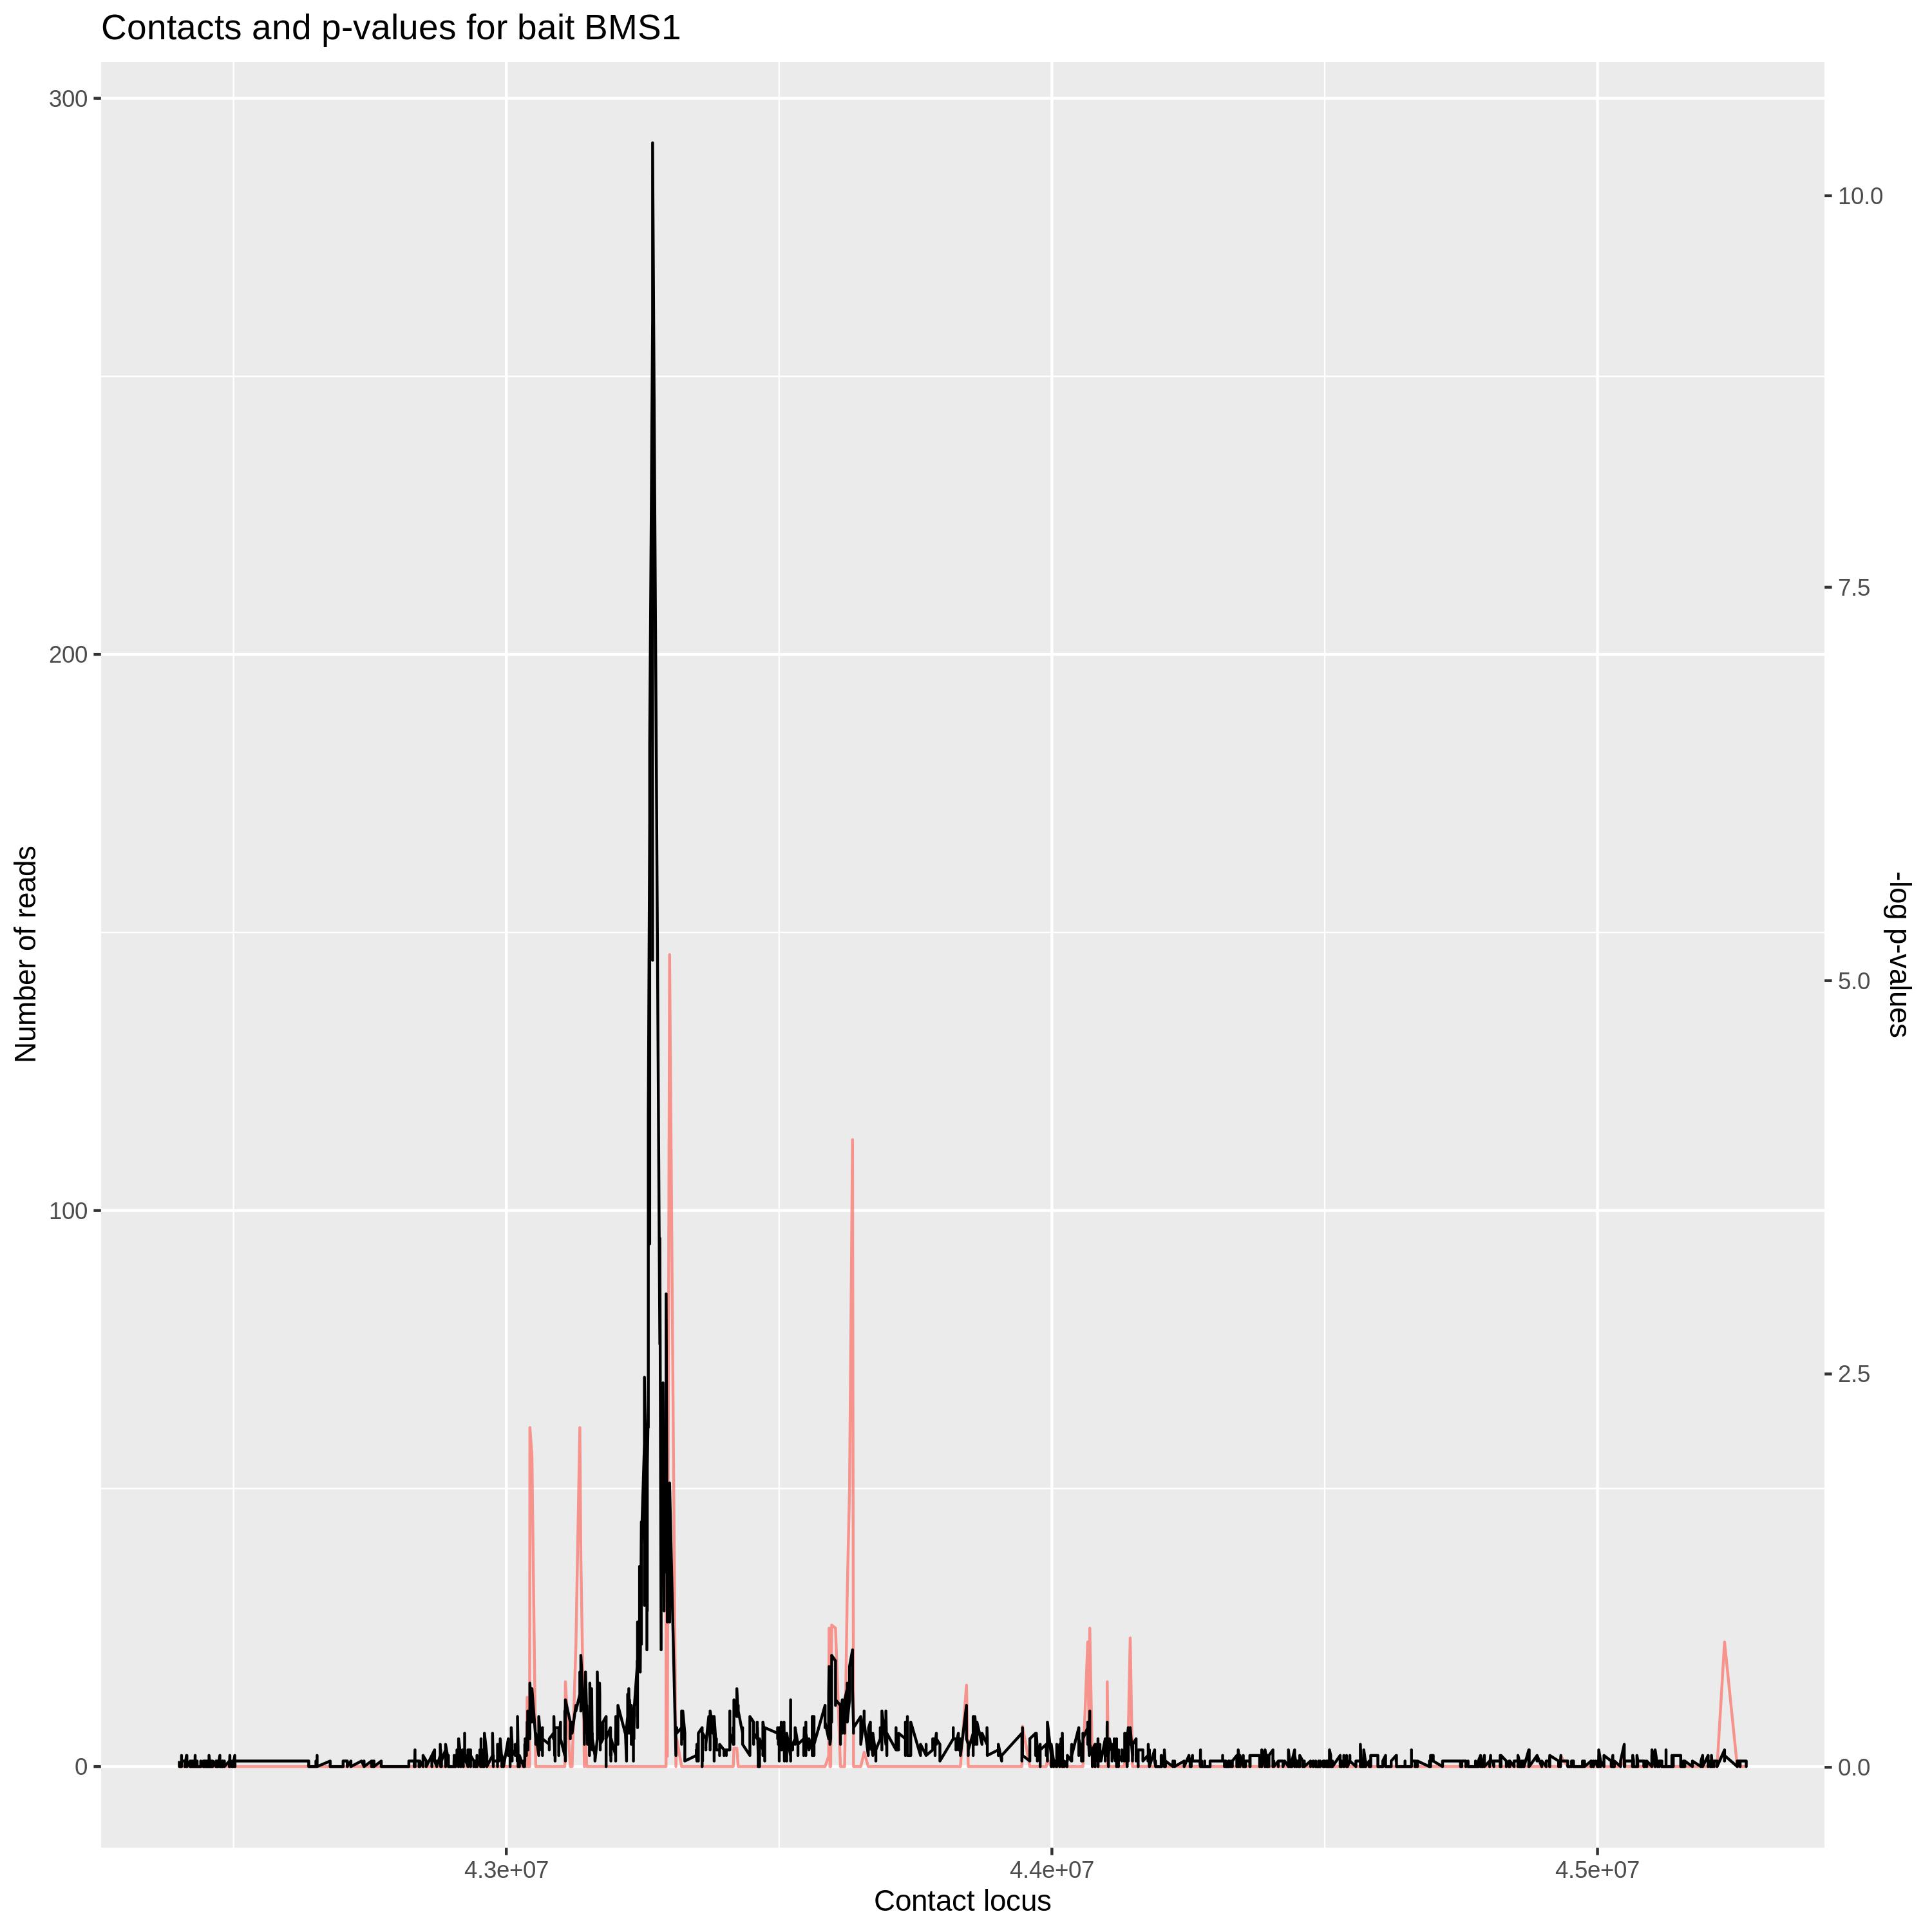 Contacts and p-values for bait BMS1
300
200
100
0
Number of reads
10.0
7.5
5.0
2.5
0.0
-log p-values
4.3e+07
4.4e+07
4.5e+07
Contact locus